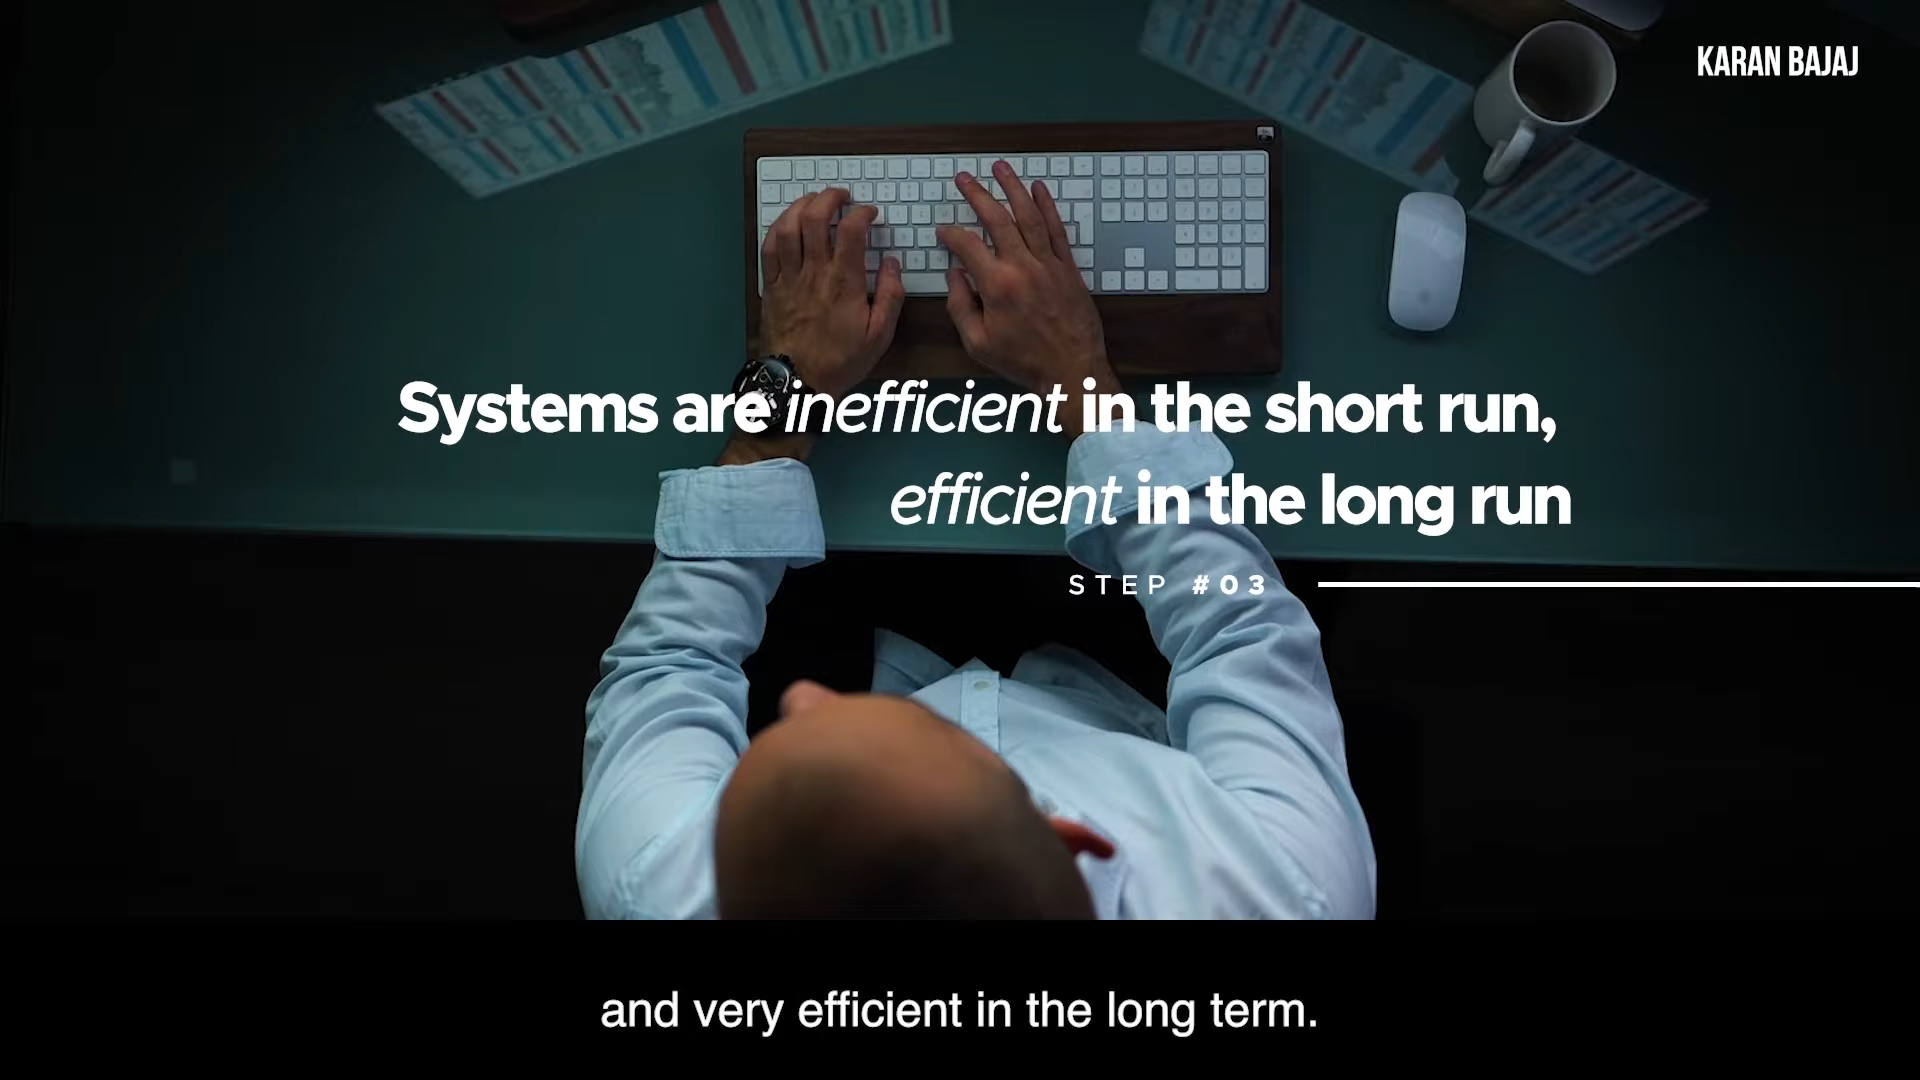 KARAN BAJAJ
Systems are inefficient in the short run,
efficient in the long run
STEP #03
and very efficient in the long term.